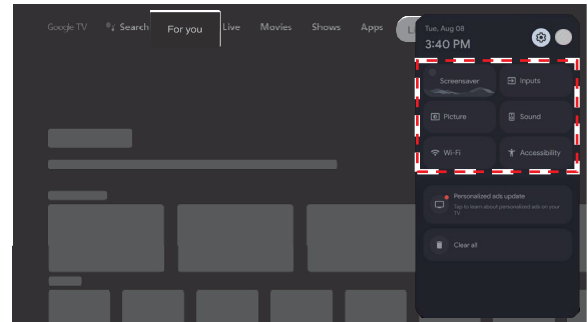 Google TV Search For you Live Movies Shows Apps
Tue, Aug 08
3:40 PM
Screensaver
Inputs
Picture
Sound
Wi-Fi
Accessibility
Personalized ads update
Tap to learn about personalized ads on your
TV
Clear all